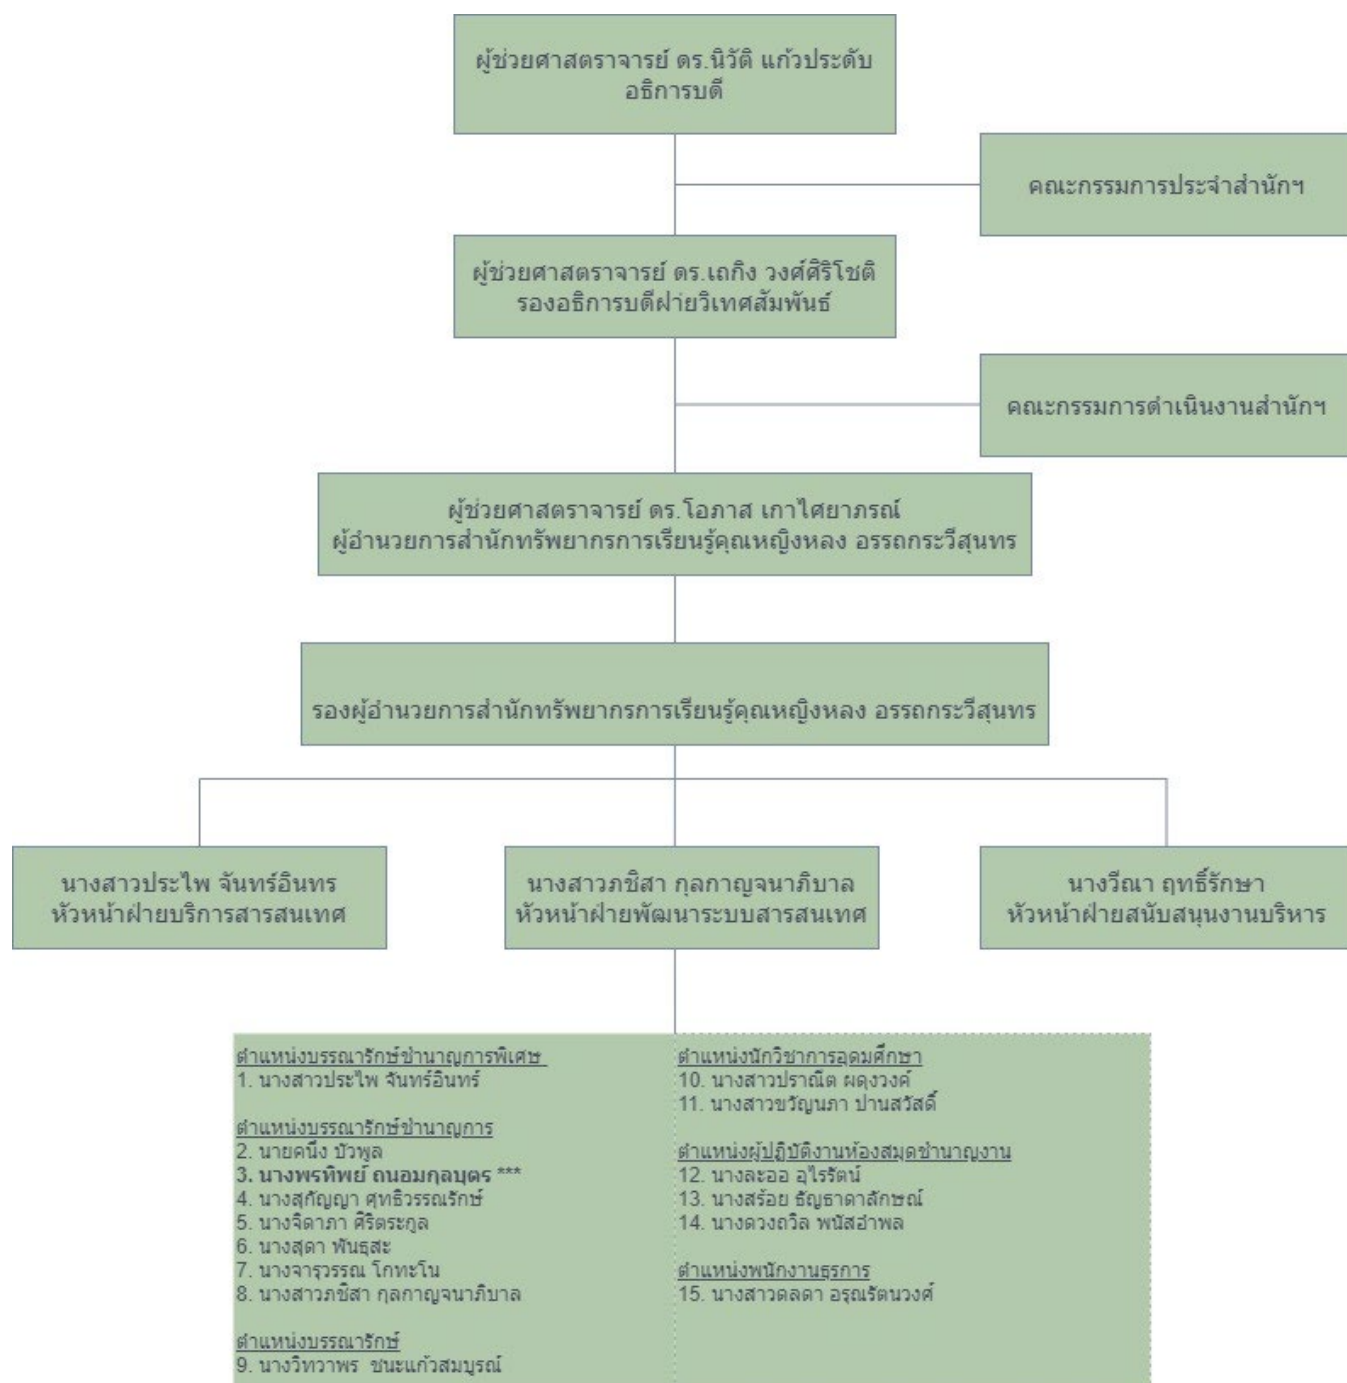 ผู้ช่วยศาสตราจารย์ ดร.นิวัติ แก้วประดับ
อธิการบดี
คณะกรรมการประจำสำนักฯ
ผู้ช่วยศาสตราจารย์ ดร.เถกิง วงศ์ศิริโชติ
รองอธิการบดีฝ่ายวิเทศสัมพันธ์
คณะกรรมการดำเนินงานสำนักฯ
ผู้ช่วยศาสตราจารย์ ดร.โอภาส เกาไศยาภรณ์
ผู้อำนวยการสำนักทรัพยากรการเรียนรู้คุณหญิงหลง อรรถกระวีสุนทร
รองผู้อำนวยการสำนักทรัพยากรการเรียนรู้คุณหญิงหลง อรรถกระวีสุนทร
นางสาวประไพ จันทร์อินทร
หัวหน้าฝ่ายบริการสารสนเทศ
นางสาวภชิสา กุลกาญจนาภิบาล
หัวหน้าฝ่ายพัฒนาระบบสารสนเทศ
นางวีณา ฤทธิ์รักษา
หัวหน้าฝ่ายสนับสนุนงานบริหาร
ตำแหน่งบรรณารักษ์ชำนาญการพิเศษ
1. นางสาวประไพ จันทร์อินทร์
ตำแหน่งบรรณารักษ์ชำนาญการ
2. นายคนึง บัวพูล
3. นางพรทิพย์ ถนอมกุลบุตร ***
4. นางสุกัญญา ศุทธิวรรณรักษ์
5. นางจิดาภา ศิริตระกูล
6. นางสุดา พันธุสะ
7. นางจารุวรรณ โกทะโน
8. นางสาวภชิสา กุลกาญจนาภิบาล
ตำแหน่งบรรณารักษ์
9. นางวิทวาพร ชนะแก้วสมบูรณ์
ตำแหน่งนักวิชาการอุดมศึกษา
10. นางสาวปราณีต ผดุงวงค์
11. นางสาวขวัญนภา ปานสวัสดิ์
ตำแหน่งผู้ปฏิบัติงานห้องสมุดชำนาญงาน
12. นางละออ อุไรรัตน์
13. นางสร้อย ธัญธาดาลักษณ์
14. นางดวงถวิล พนัสอำพล
ตำแหน่งพนักงานธุรการ
15. นางสาวดลดา อรุณรัตนวงศ์